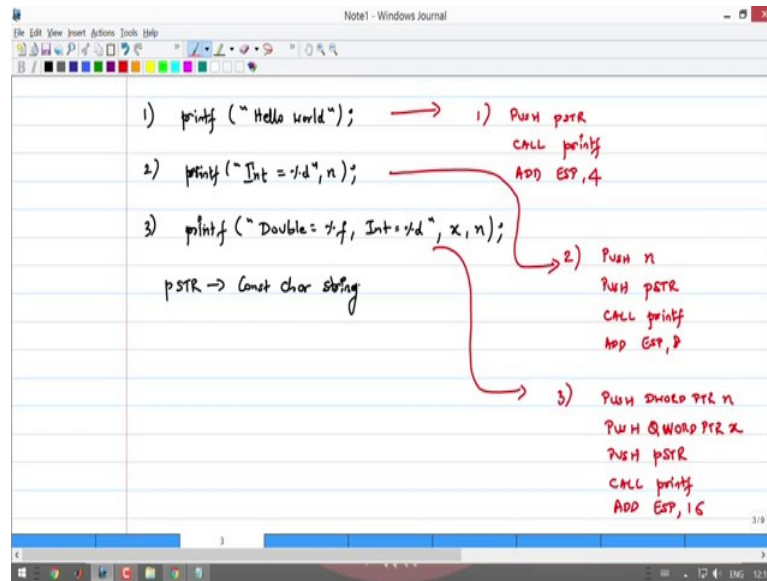 Note1 - Windows Journal
File Edit View Insert Actions Tools Help
B I
1) printf ("Hello world");
2) printf ("Int = %d", n);
3) printf ("Double = %f, Int = %d", x, n);
pSTR → Const char string
1) PUSH pSTR
CALL printf
ADD ESP, 4
2) PUSH n
PUSH pSTR
CALL printf
ADD ESP, 8
3) PUSH DWORD PTR n
PUSH QWORD PTR x
PUSH pSTR
CALL printf
ADD ESP, 16
3/9
3
ENG